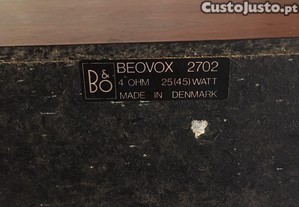 CustoJusto.pt
B&O
BEOVOX 2702
4 OHM 25(45)WATT
MADE IN DENMARK